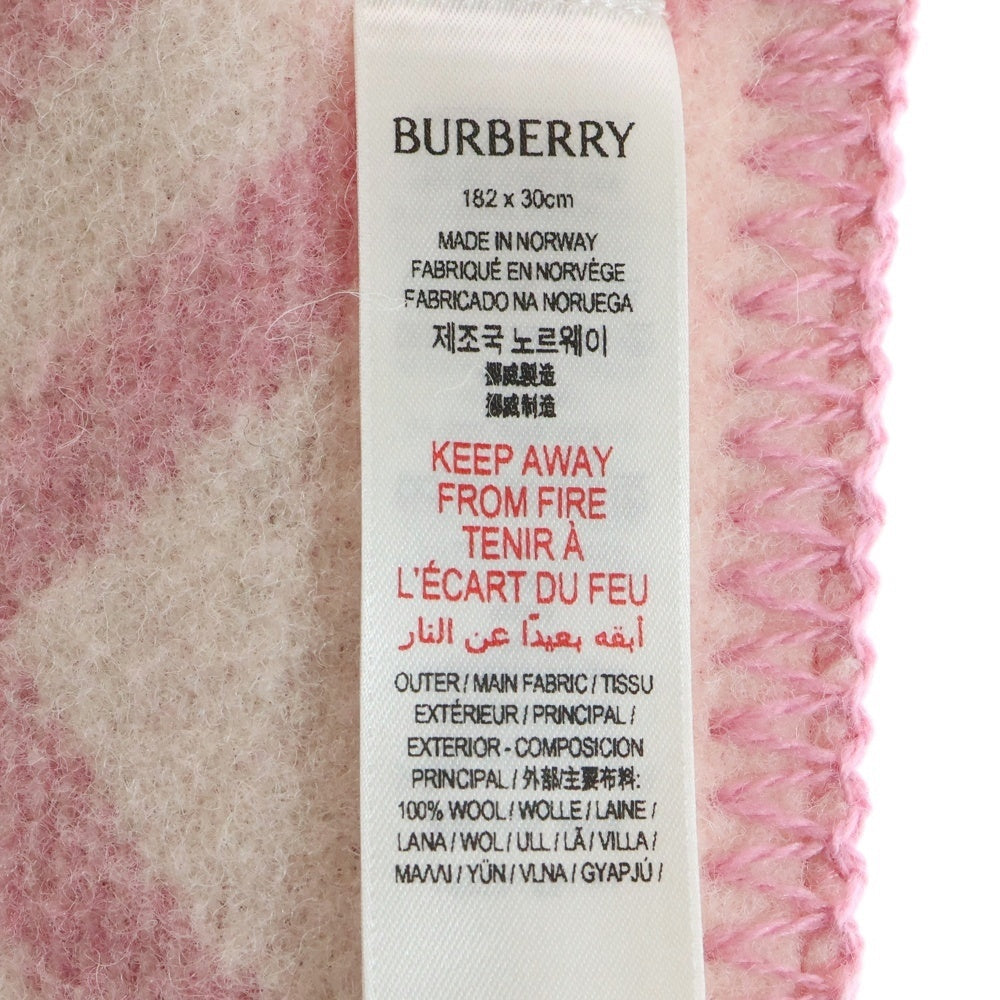 BURBERRY
182 x 30cm
MADE IN NORWAY
FABRIQUÉ EN NORVÉGE
FABRICADO NA NORUEGA
제조국 노르웨이
挪威製造
挪威制造
KEEP AWAY
FROM FIRE
TENIR À
L'ÉCART DU FEU
أبقه بعيدًا عن النار
OUTER / MAIN FABRIC / TISSU
EXTÉRIEUR / PRINCIPAL /
EXTERIOR - COMPOSICION
PRINCIPAL / 外部/主要布料:
100% WOOL / WOLLE / LAINE /
LANA / WOL / ULL / LÃ / VILLA /
ΜΑΛΛΙ / YÜN / VLNA / GYAPJÚ /